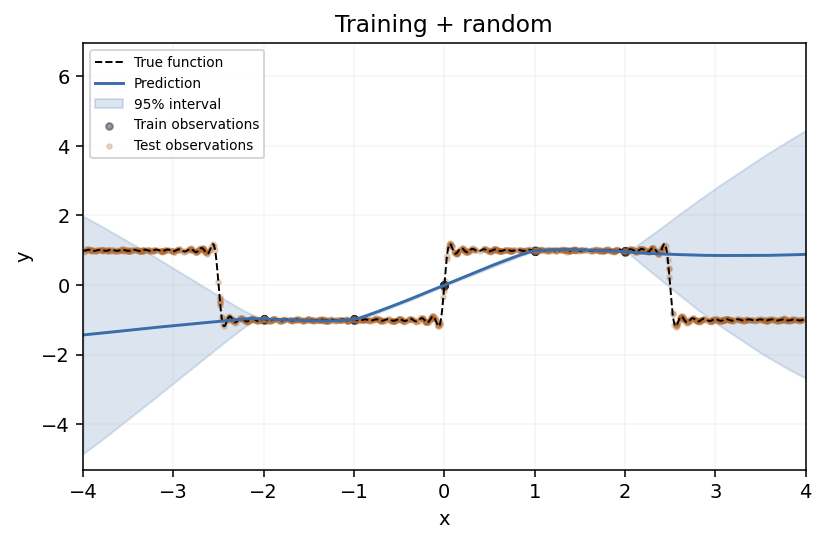 Training + random
True function
Prediction
95% interval
Train observations
Test observations
6
4
2
0
−2
−4
y
−4 −3 −2 −1 0 1 2 3 4
x